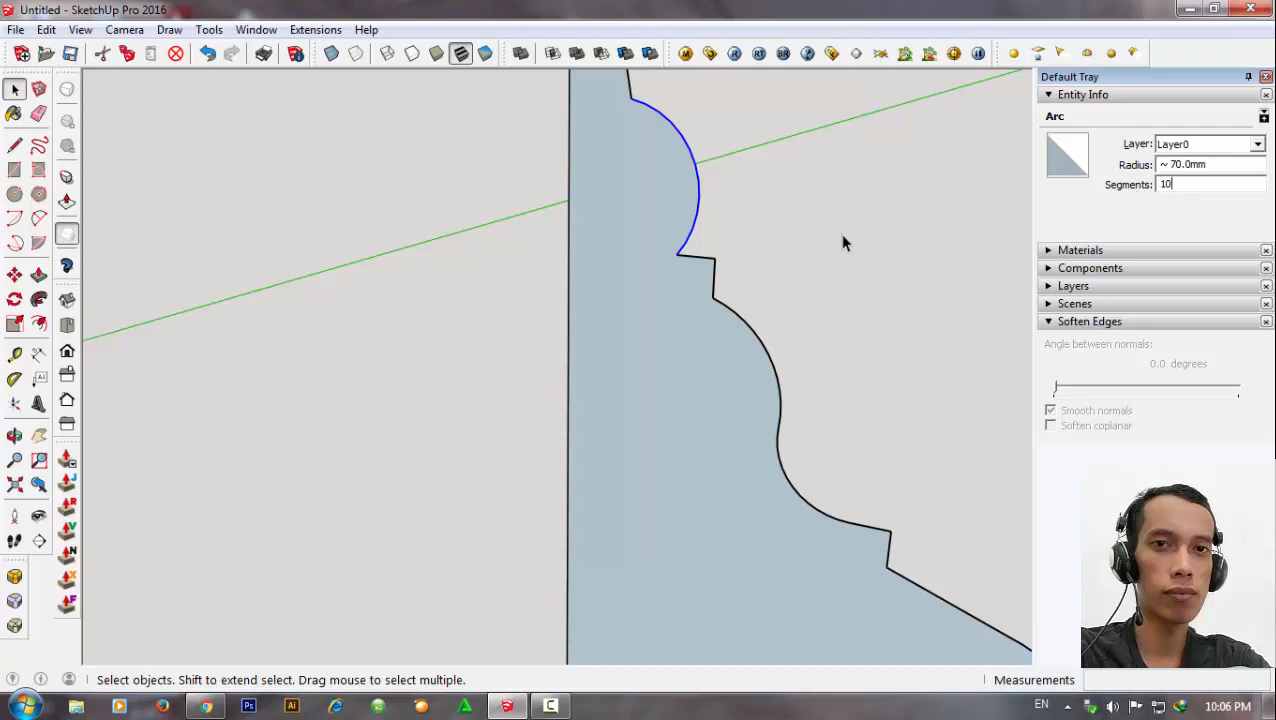 Untitled - SketchUp Pro 2016
File Edit View Camera Draw Tools Window Extensions Help
Default Tray
Entity Info
Arc
Layer: Layer0
Radius: ~ 70.0mm
Segments: 10
Materials
Components
Layers
Scenes
Soften Edges
Angle between normals:
0.0 degrees
Smooth normals
Soften coplanar
Select objects. Shift to extend select. Drag mouse to select multiple.
Measurements
EN
10:06 PM